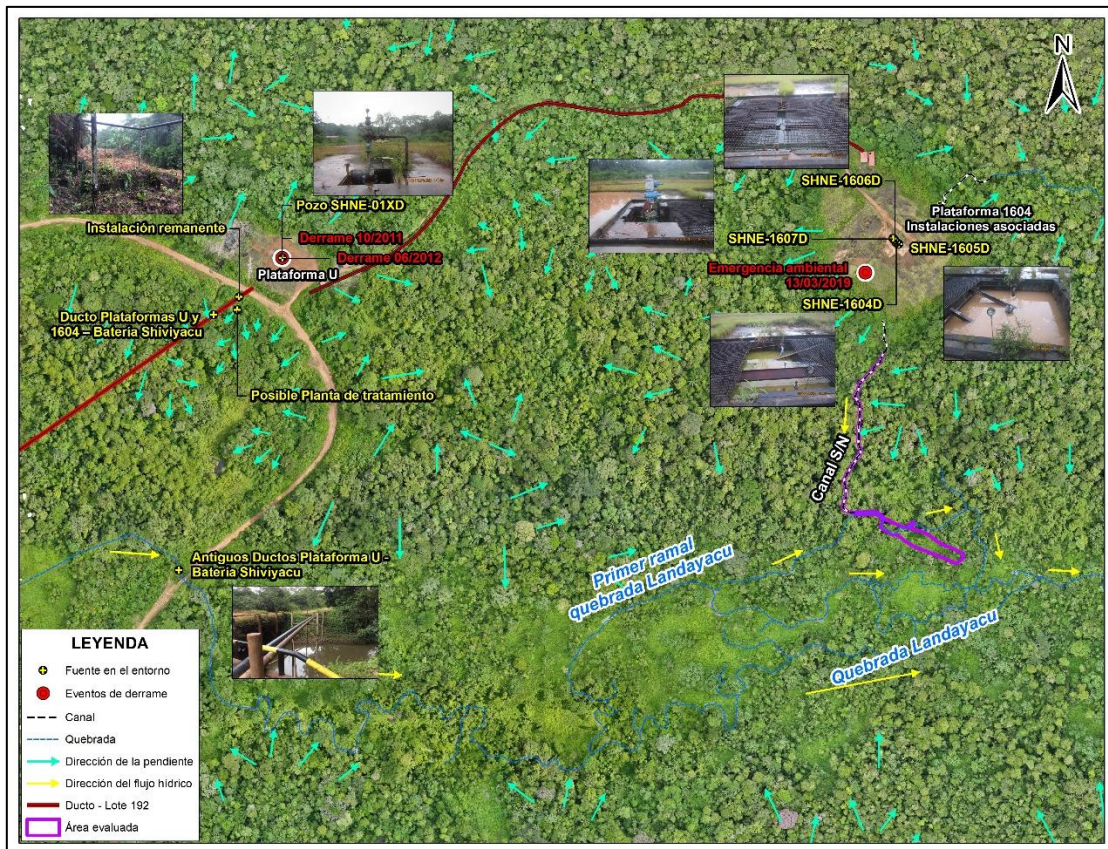 N
Pozo SHNE-01XD
Instalación remanente
Derrame 10/2011
Derrame 06/2012
Plataforma U
Ducto Plataformas U y
1604 – Batería Shiviyacu
Posible Planta de tratamiento
SHNE-1606D
Plataforma 1604
Instalaciones asociadas
SHNE-1607D
SHNE-1605D
Emergencia ambiental
13/03/2019
SHNE-1604D
Canal S/N
Antiguos Ductos Plataforma U -
Batería Shiviyacu
Primer ramal
quebrada Landayacu
Quebrada Landayacu
LEYENDA
Fuente en el entorno
Eventos de derrame
Canal
Quebrada
Dirección de la pendiente
Dirección del flujo hídrico
Ducto - Lote 192
Área evaluada